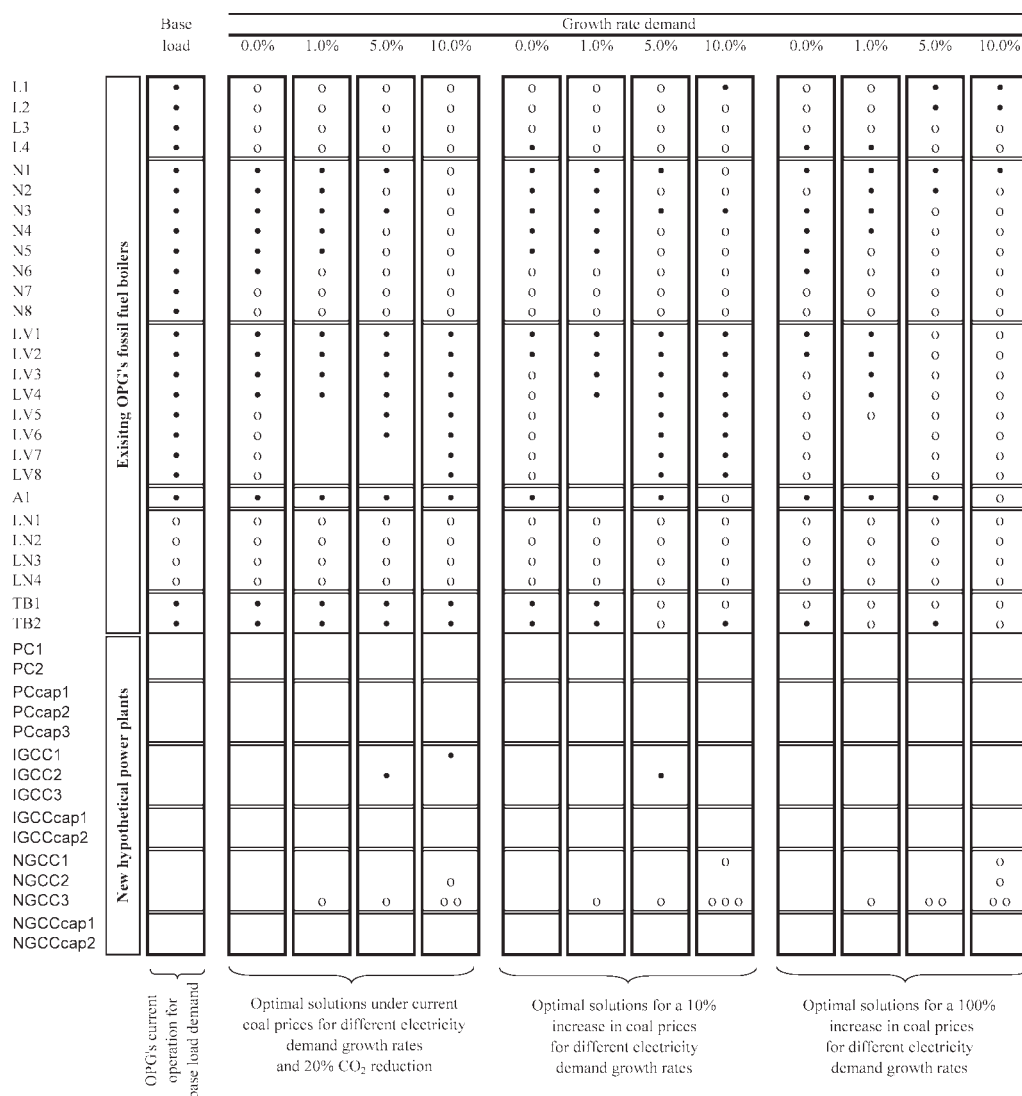 Base
load
Growth rate demand
0.0% 1.0% 5.0% 10.0% 0.0% 1.0% 5.0% 10.0% 0.0% 1.0% 5.0% 10.0%
Exisitng OPG's fossil fuel boilers
L1 • o o o o o o o • o o • •
L2 • o o o o o o o o o o • •
L3 • o o o o o o o o o o o o
L4 • o o o o • o o o • • o o
N1 • • • • o • • • o • • • •
N2 • • • o o • • o o o • • o
N3 • • • • o • • • • • • o o
N4 • • • o o • • o o • • o o
N5 • • • o o • • o o • o o o
N6 • • o o o o o o o • o o o
N7 • o o o o o o o o o o o o
N8 • o o o o o o o o o o o o
LV1 • • • • • • • • • • • o o
LV2 • • • • • • • • • • • o o
LV3 • • • • • o • • • o • o o
LV4 • • • • • o • • • o • o o
LV5 • o • • o • • o o o o
LV6 • o • • o • • o o o
LV7 • o • o • • o o o
LV8 • o • o • • o o o
A1 • • • • • • • o • • • o
LN1 o o o o o o o o o o o o o
LN2 o o o o o o o o o o o o o
LN3 o o o o o o o o o o o o o
LN4 o o o o o o o o o o o o o
TB1 • • • • • • • o o o o o o
TB2 • • • • • • • o • • o • o
New hypothetical power plants
PC1
PC2
PCcap1
PCcap2
PCcap3
IGCC1 •
IGCC2 • •
IGCC3
IGCCcap1
IGCCcap2
NGCC1 o o
NGCC2 o o
NGCC3 o o o o o o o o o o o o o o
NGCCcap1
NGCCcap2
OPG's current
operation for
base load demand
Optimal solutions under current
coal prices for different electricity
demand growth rates
and 20% CO₂ reduction
Optimal solutions for a 10%
increase in coal prices
for different electricity
demand growth rates
Optimal solutions for a 100%
increase in coal prices
for different electricity
demand growth rates